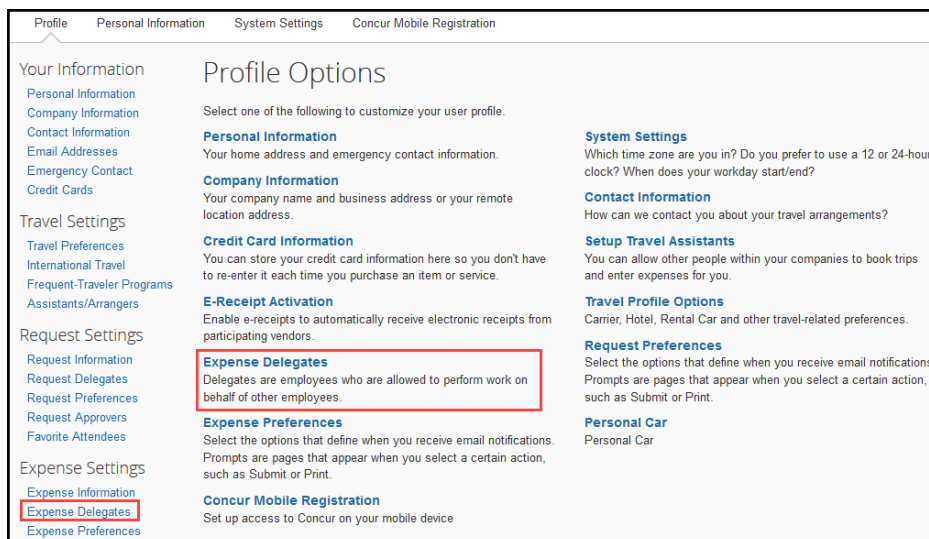 Profile Personal Information System Settings Concur Mobile Registration
Your Information
Personal Information
Company Information
Contact Information
Email Addresses
Emergency Contact
Credit Cards
Travel Settings
Travel Preferences
International Travel
Frequent-Traveler Programs
Assistants/Arrangers
Request Settings
Request Information
Request Delegates
Request Preferences
Request Approvers
Favorite Attendees
Expense Settings
Expense Information
Expense Delegates
Expense Preferences
Profile Options
Select one of the following to customize your user profile.
Personal Information
Your home address and emergency contact information.
Company Information
Your company name and business address or your remote
location address.
Credit Card Information
You can store your credit card information here so you don't have
to re-enter it each time you purchase an item or service.
E-Receipt Activation
Enable e-receipts to automatically receive electronic receipts from
participating vendors.
Expense Delegates
Delegates are employees who are allowed to perform work on
behalf of other employees.
Expense Preferences
Select the options that define when you receive email notifications.
Prompts are pages that appear when you select a certain action,
such as Submit or Print.
Concur Mobile Registration
Set up access to Concur on your mobile device
System Settings
Which time zone are you in? Do you prefer to use a 12 or 24-hour
clock? When does your workday start/end?
Contact Information
How can we contact you about your travel arrangements?
Setup Travel Assistants
You can allow other people within your companies to book trips
and enter expenses for you.
Travel Profile Options
Carrier, Hotel, Rental Car and other travel-related preferences.
Request Preferences
Select the options that define when you receive email notifications
Prompts are pages that appear when you select a certain action,
such as Submit or Print.
Personal Car
Personal Car